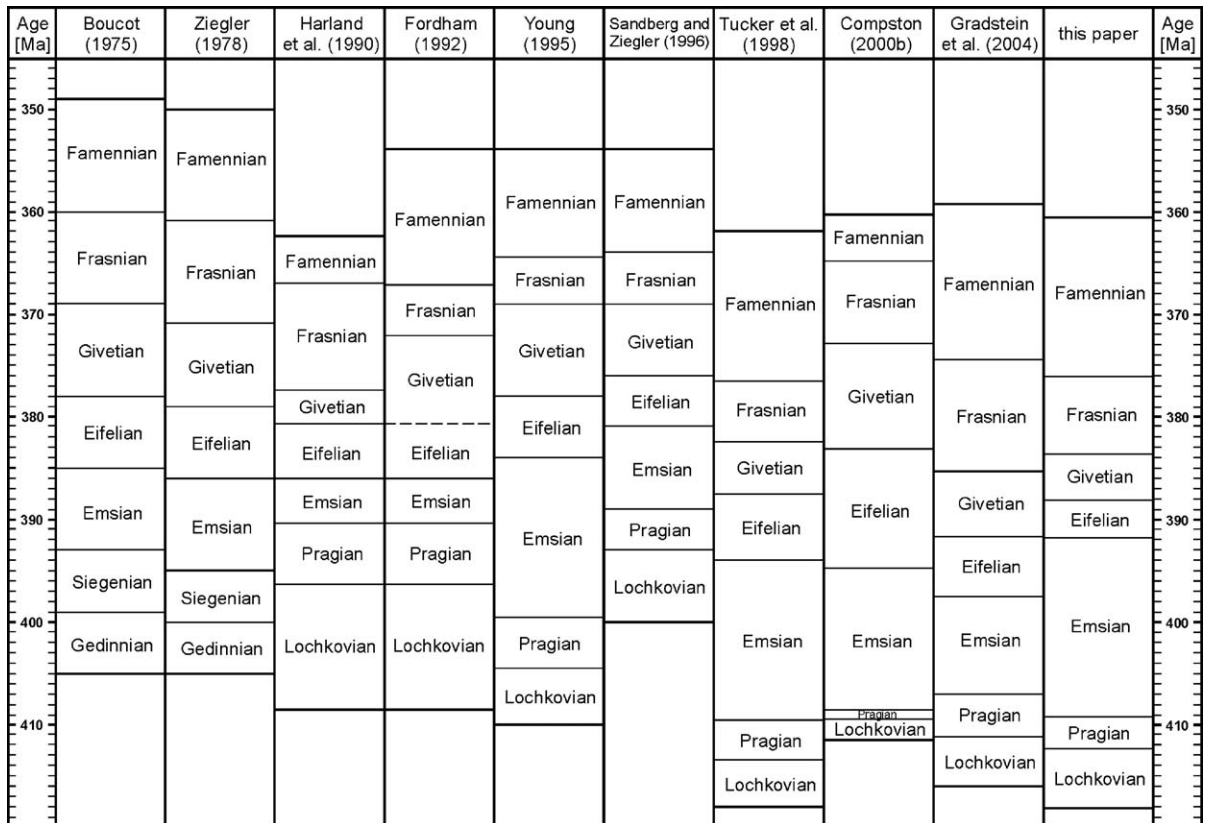 Age
[Ma]
350
360
370
380
390
400
410
Boucot
(1975)
Famennian
Frasnian
Givetian
Eifelian
Emsian
Siegenian
Gedinnian
Ziegler
(1978)
Famennian
Frasnian
Givetian
Eifelian
Emsian
Siegenian
Gedinnian
Harland
et al. (1990)
Famennian
Frasnian
Givetian
Eifelian
Emsian
Pragian
Lochkovian
Fordham
(1992)
Famennian
Frasnian
Givetian
Eifelian
Emsian
Pragian
Lochkovian
Young
(1995)
Famennian
Frasnian
Givetian
Eifelian
Emsian
Pragian
Lochkovian
Sandberg and
Ziegler (1996)
Famennian
Frasnian
Givetian
Eifelian
Emsian
Pragian
Lochkovian
Tucker et al.
(1998)
Famennian
Frasnian
Givetian
Eifelian
Emsian
Pragian
Lochkovian
Compston
(2000b)
Famennian
Frasnian
Givetian
Eifelian
Emsian
Pragian
Lochkovian
Gradstein
et al. (2004)
Famennian
Frasnian
Givetian
Eifelian
Emsian
Pragian
Lochkovian
this paper
Famennian
Frasnian
Givetian
Eifelian
Emsian
Pragian
Lochkovian
Age
[Ma]
350
360
370
380
390
400
410